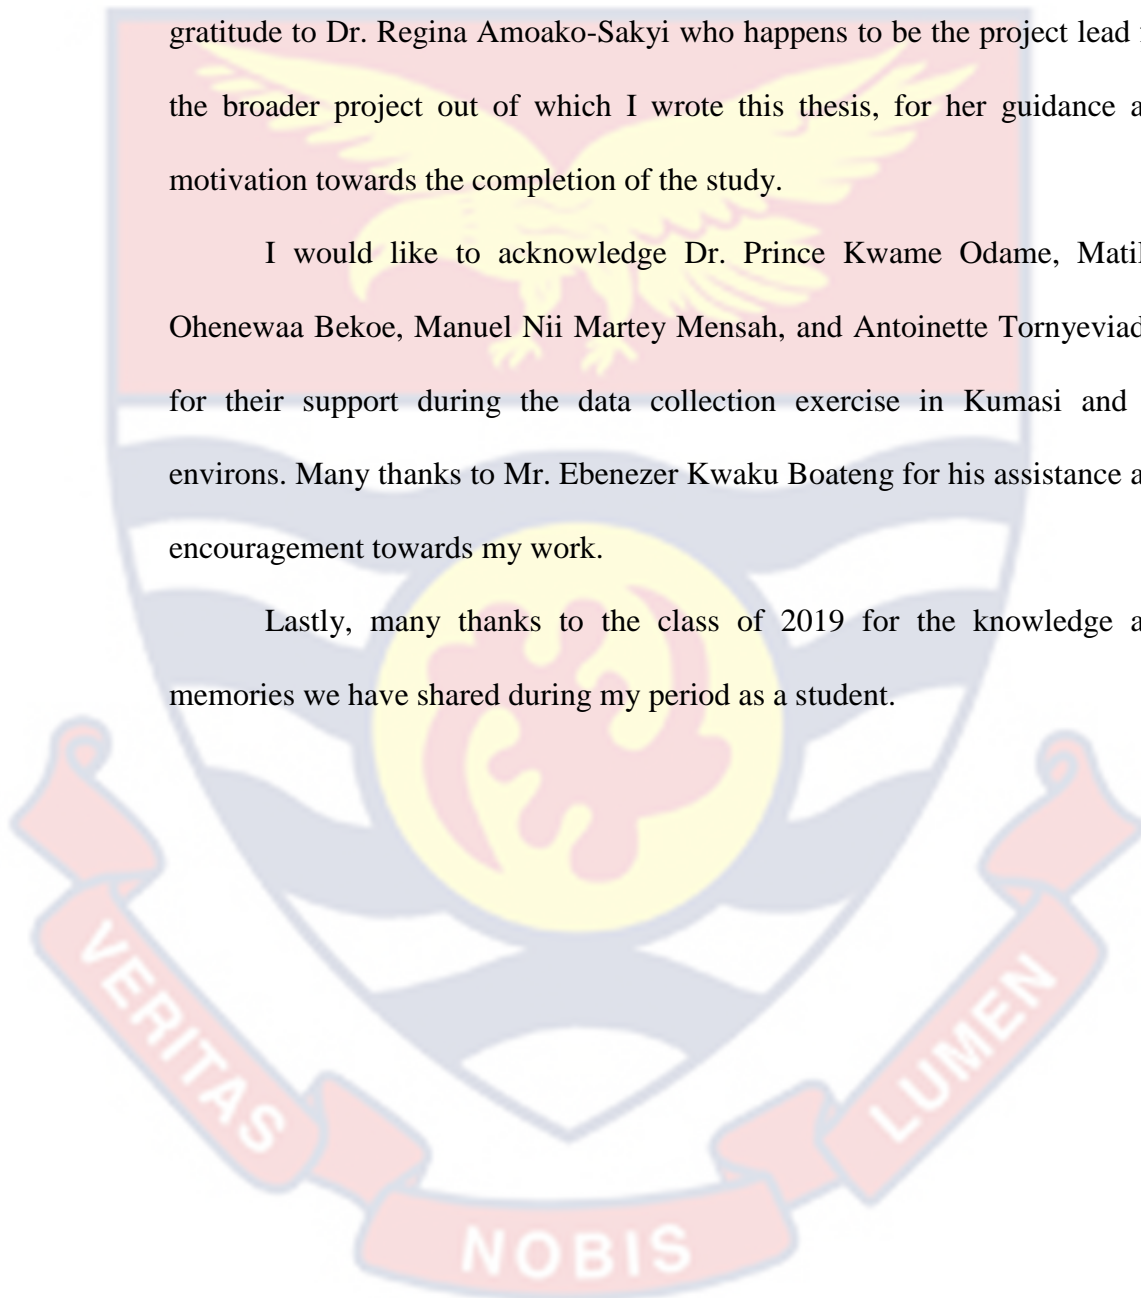 gratitude to Dr. Regina Amoako-Sakyi who happens to be the project lead
the broader project out of which I wrote this thesis, for her guidance a
motivation towards the completion of the study.
I would like to acknowledge Dr. Prince Kwame Odame, Matil
Ohenewaa Bekoe, Manuel Nii Martey Mensah, and Antoinette Tornyeviad
for their support during the data collection exercise in Kumasi and
environs. Many thanks to Mr. Ebenezer Kwaku Boateng for his assistance a
encouragement towards my work.
Lastly, many thanks to the class of 2019 for the knowledge a
memories we have shared during my period as a student.
VERITAS
NOBIS
LUMEN